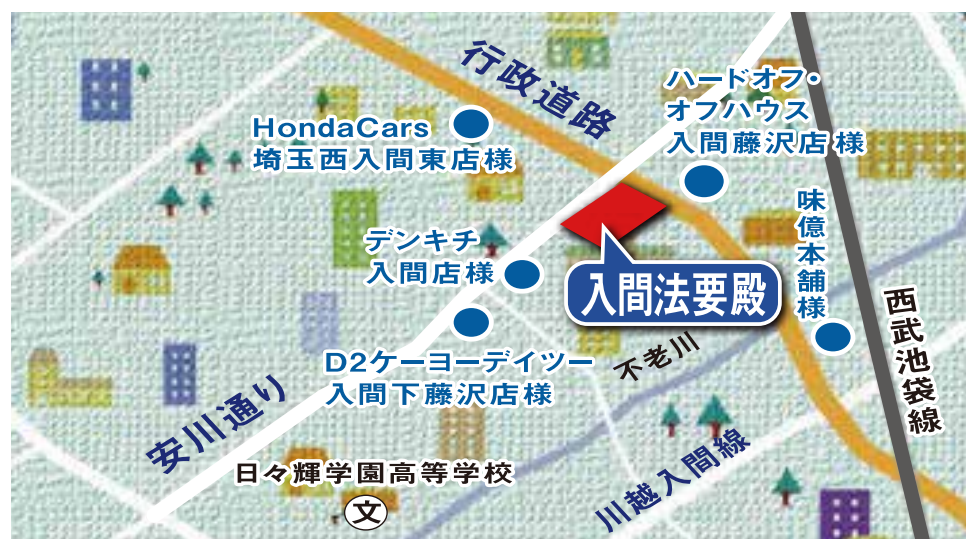 行政道路
ハードオフ・
オフハウス
入間藤沢店様
HondaCars
埼玉西入間東店様
味億本舗様
デンキチ
入間店様
入間法要殿
西武池袋線
不老川
D2ケーヨーデイツー
入間下藤沢店様
安川通り
川越入間線
日々輝学園高等学校
文